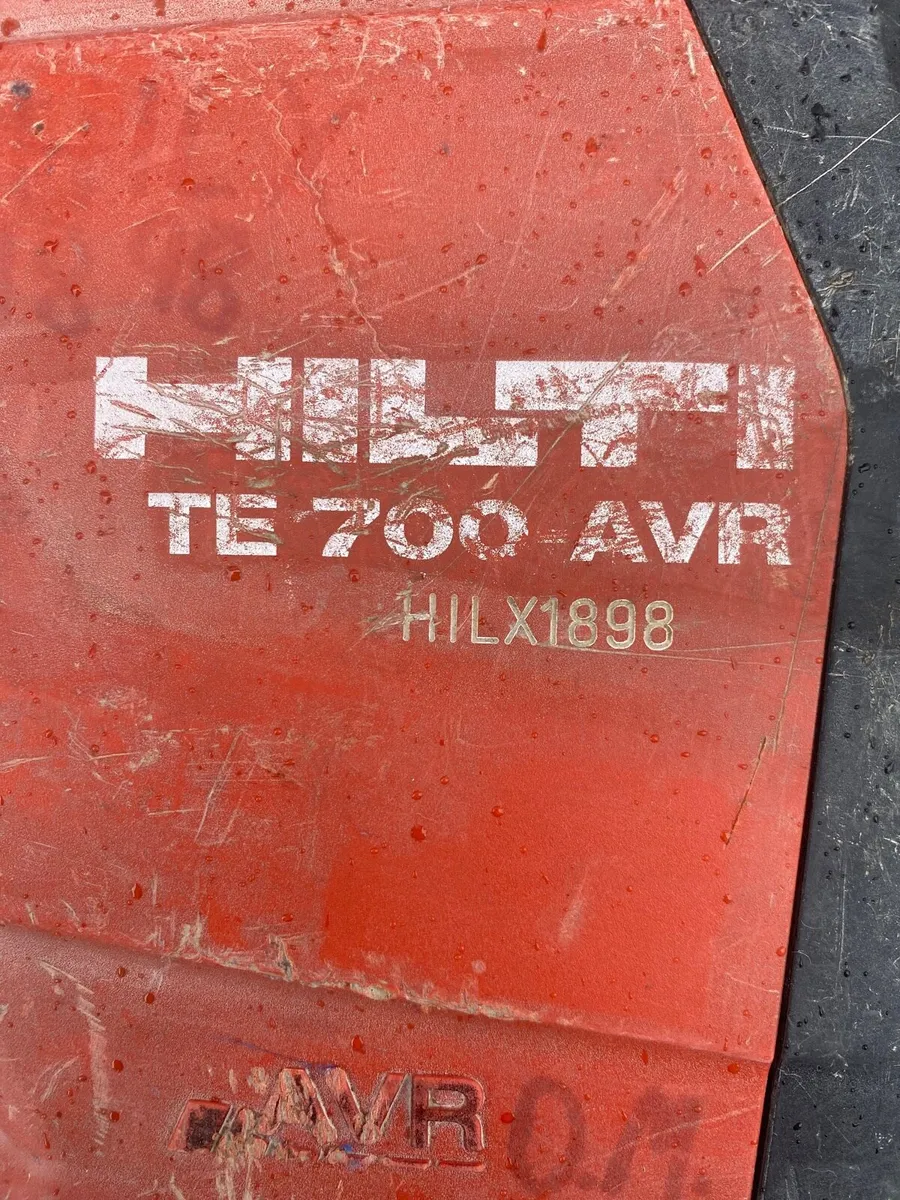 HILTI
TE 700-AVR
HILX1898
AVR